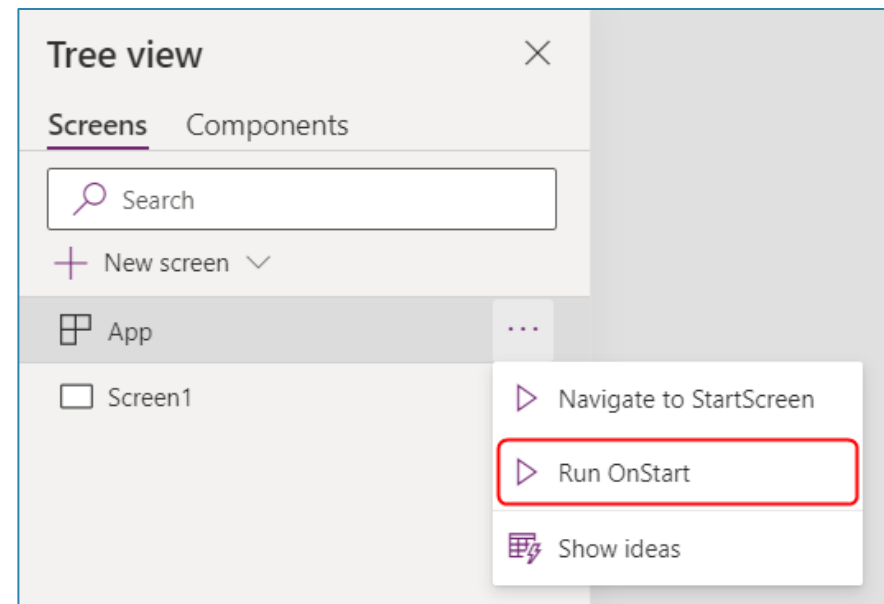 Tree view
Screens Components
Search
New screen
App
Screen1
Navigate to StartScreen
Run OnStart
Show ideas